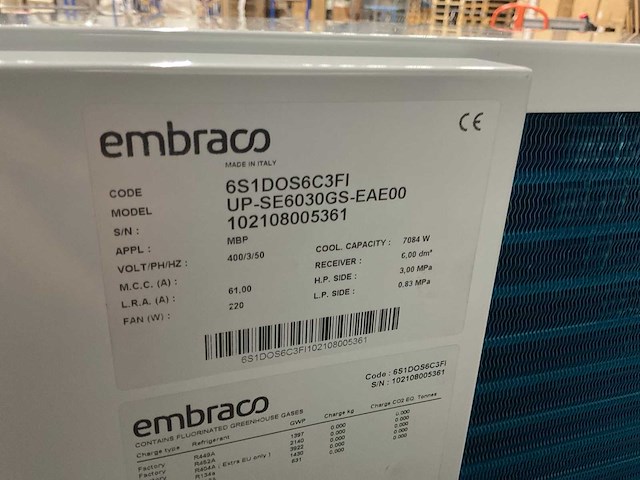 embraco
CE
MADE IN ITALY
CODE 6S1DOS6C3FI
MODEL UP-SE6030GS-EAE00
S/N : 102108005361
APPL : MBP COOL. CAPACITY : 7084 W
VOLT/PH/HZ : 400/3/50 RECEIVER : 6,00 dm³
M.C.C. (A) : 61,00 H.P. SIDE : 3,00 MPa
L.R.A. (A) : 220 L.P. SIDE : 0,83 MPa
FAN (W) :
6S1DOS6C3FI102108005361
Code : 6S1DOS6C3FI
S/N : 102108005361
embraco
CONTAINS FLUORINATED GREENHOUSE GASES
Charge type Refrigerant GWP Charge kg Charge CO2 EQ. Tonnes
Factory R448A 1387 0.000 0.000
Factory R452A 2140 0.000 0.000
Factory R404A ( Extra EU only ) 3922 0.000 0.000
Factory R134a 1430 0.000 0.000
631